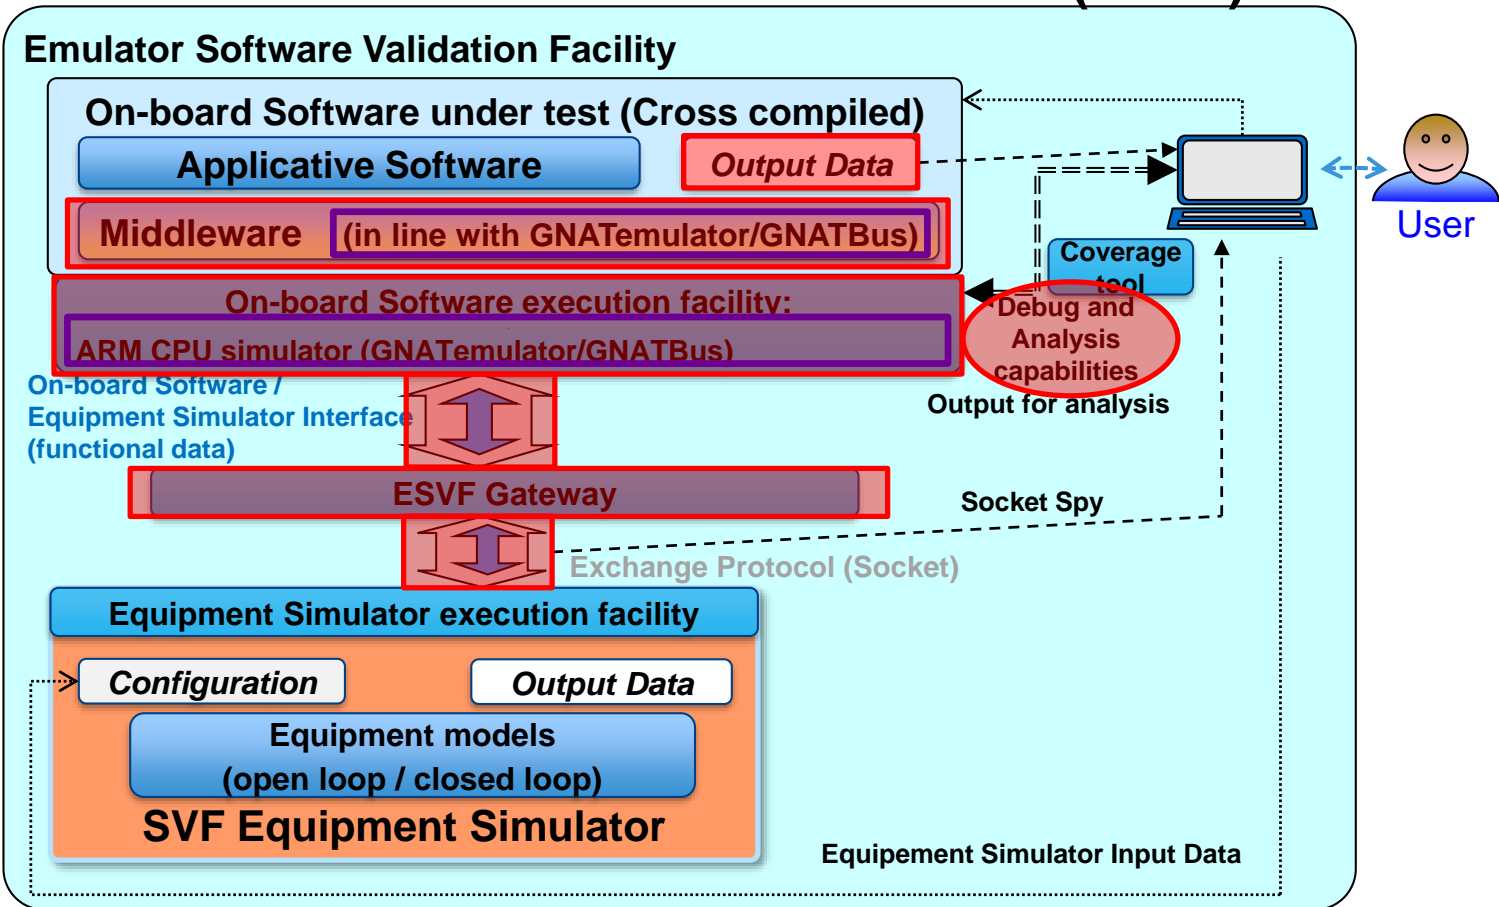 Emulator Software Validation Facility
On-board Software under test (Cross compiled)
Applicative Software
Output Data
Middleware
(in line with GNATemulator/GNATBus)
User
Coverage
tool
On-board Software execution facility:
ARM CPU simulator (GNATemulator/GNATBus)
Debug and
Analysis
capabilities
Output for analysis
On-board Software /
Equipment Simulator Interface
(functional data)
ESVF Gateway
Socket Spy
Exchange Protocol (Socket)
Equipment Simulator execution facility
Configuration
Output Data
Equipment models
(open loop / closed loop)
SVF Equipment Simulator
Equipement Simulator Input Data